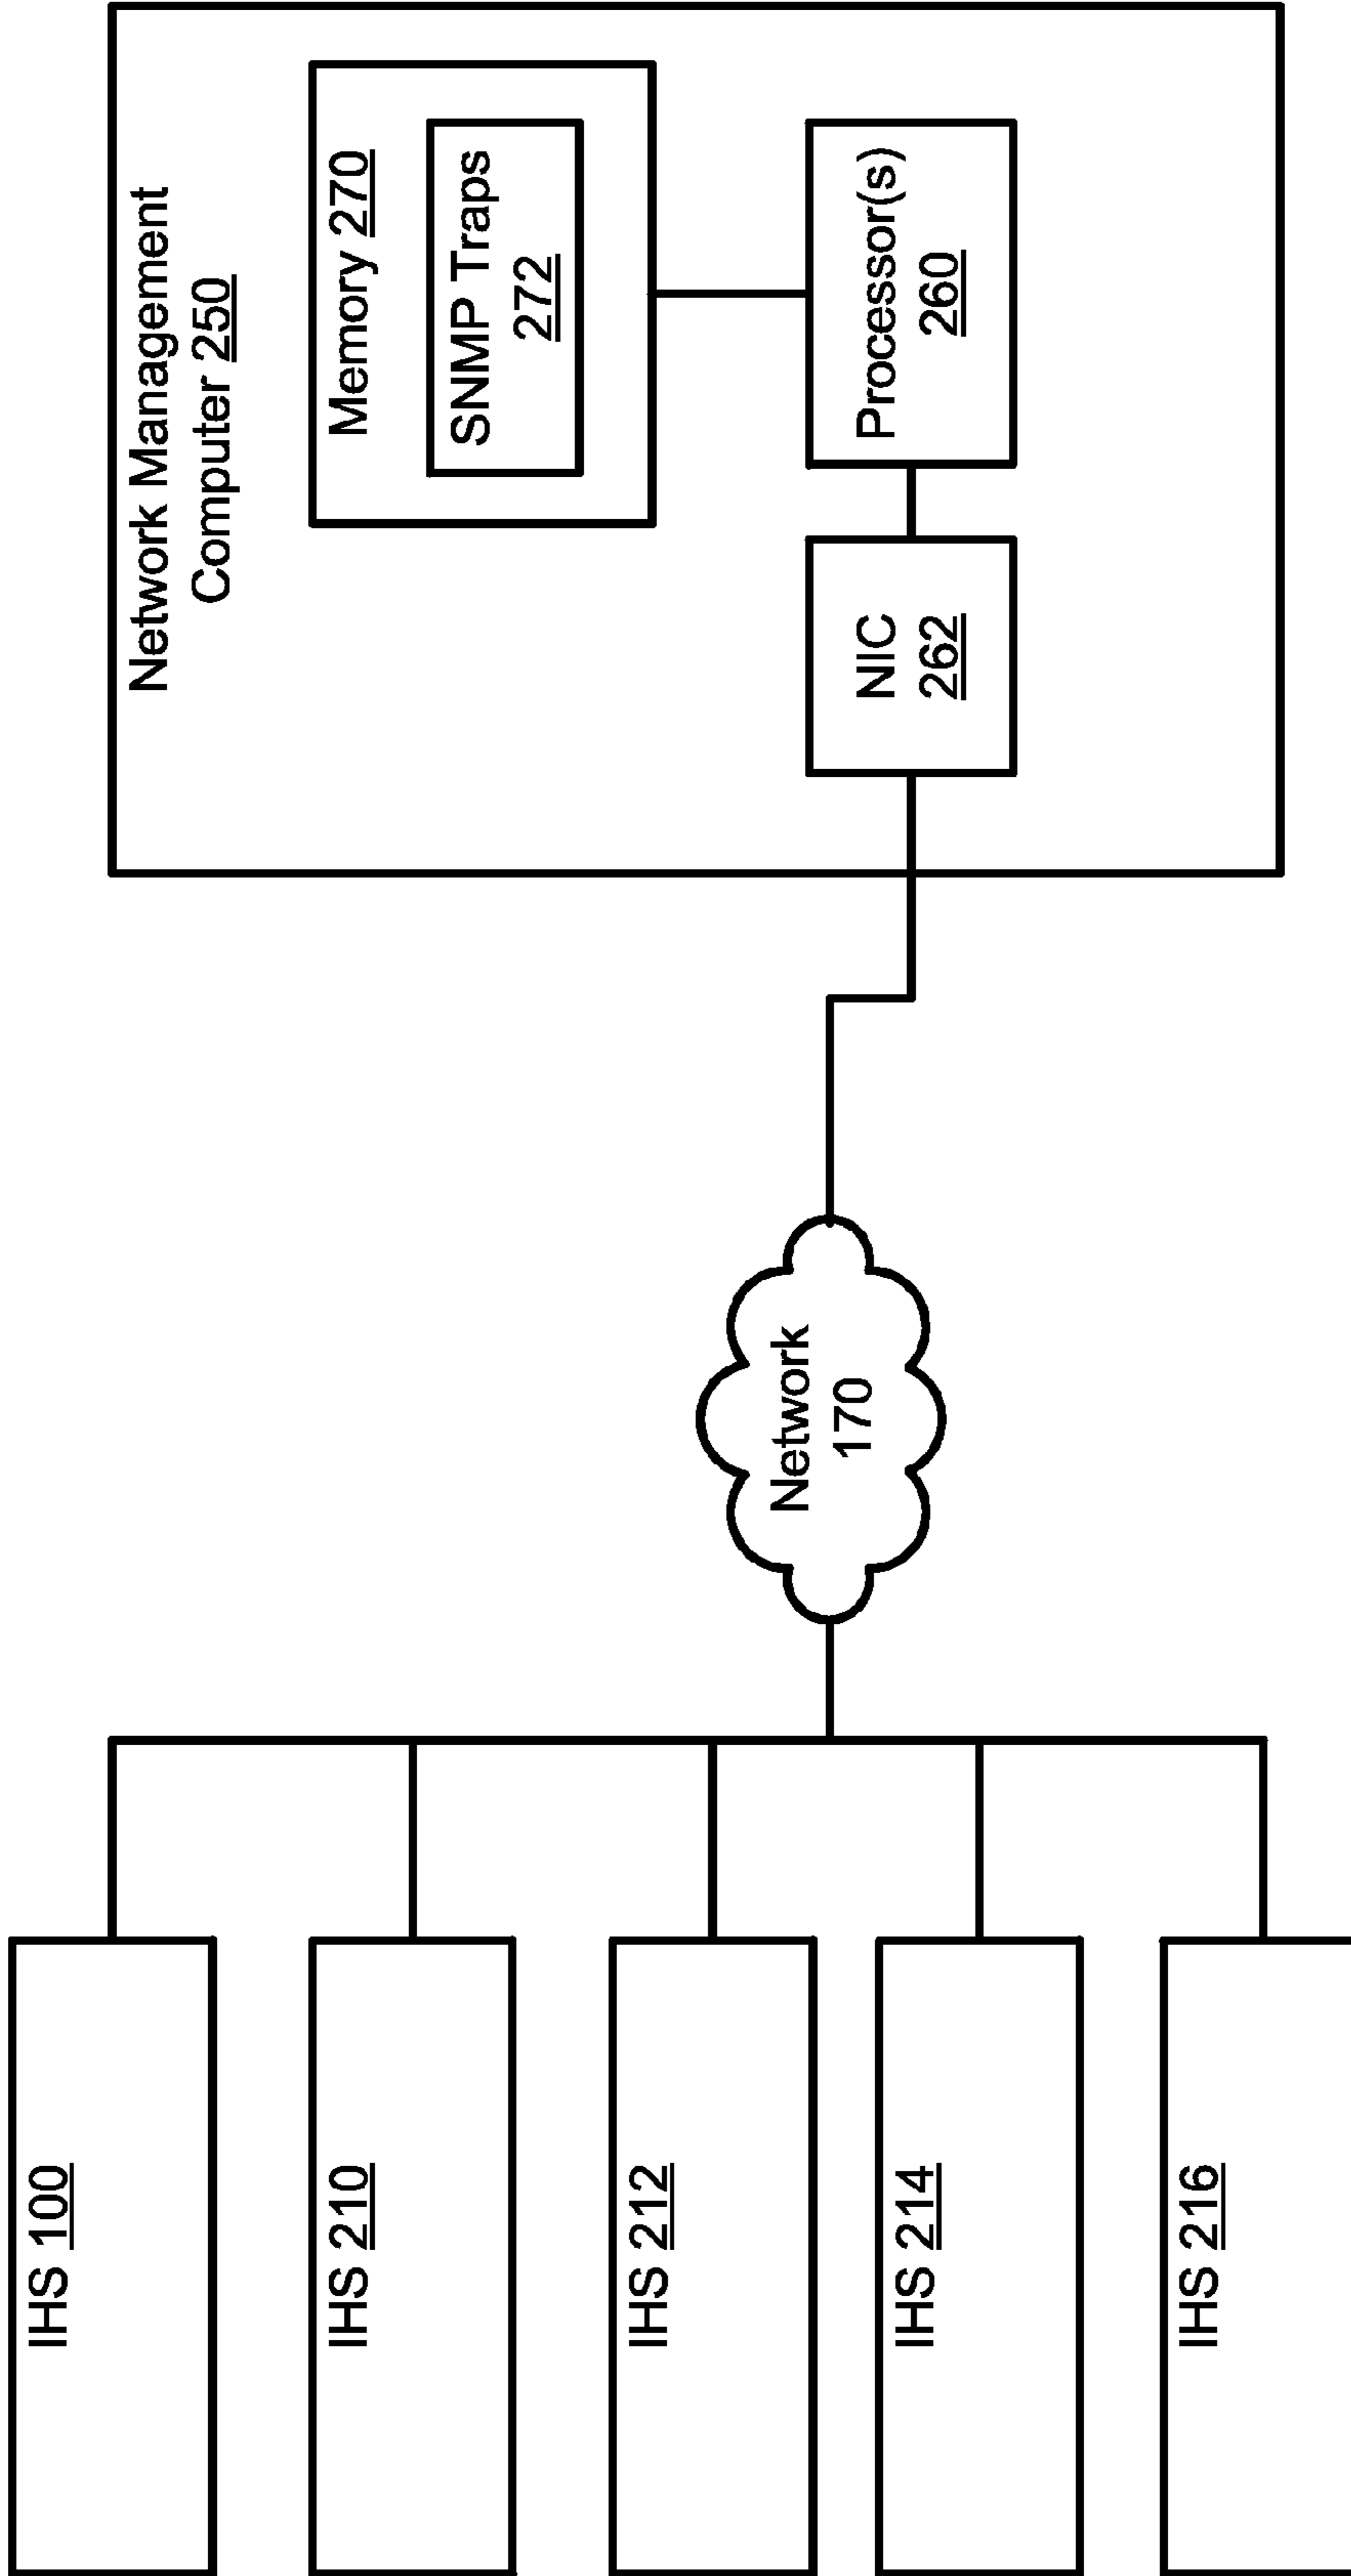 IHS 100
IHS 210
IHS 212
IHS 214
IHS 216
Network
170
Network Management
Computer 250
Memory 270
SNMP Traps
272
NIC
262
Processor(s)
260